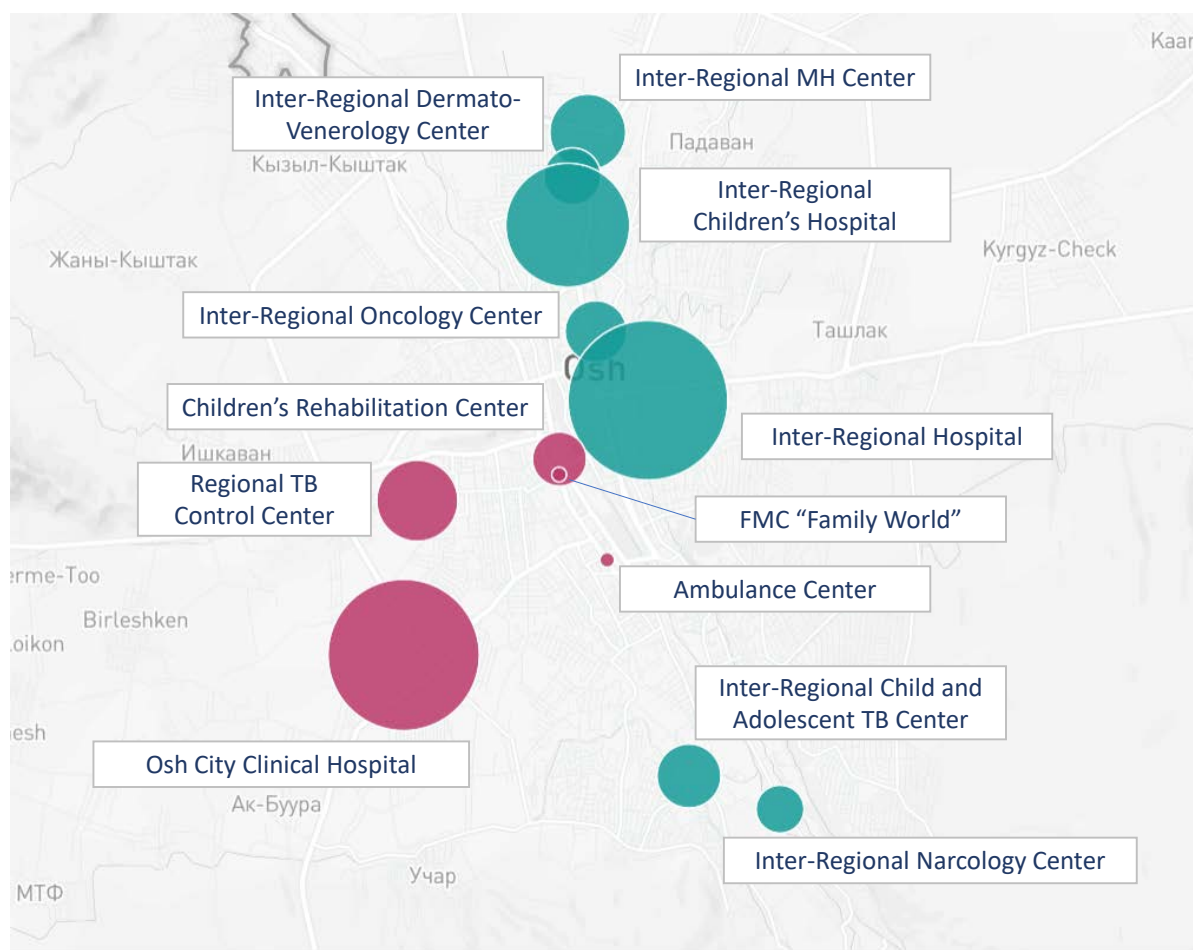 Каar
Inter-Regional MH Center
Inter-Regional Dermato-
Venerology Center
Падаван
Кызыл-Кыштак
Inter-Regional
Children’s Hospital
Kyrgyz-Check
Жаны-Кыштак
Inter-Regional Oncology Center
Ташлак
Osh
Children’s Rehabilitation Center
Inter-Regional Hospital
Ишкаван
Regional TB
Control Center
FMC “Family World”
erme-Too
Ambulance Center
Birleshken
oikon
Inter-Regional Child and
Adolescent TB Center
esh
Osh City Clinical Hospital
Ак-Буура
Inter-Regional Narcology Center
Учар
МТФ